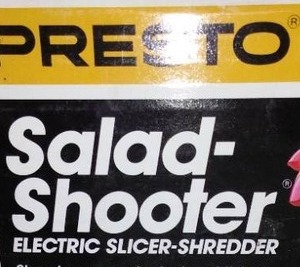 PRESTO®
Salad-
Shooter®
ELECTRIC SLICER-SHREDDER